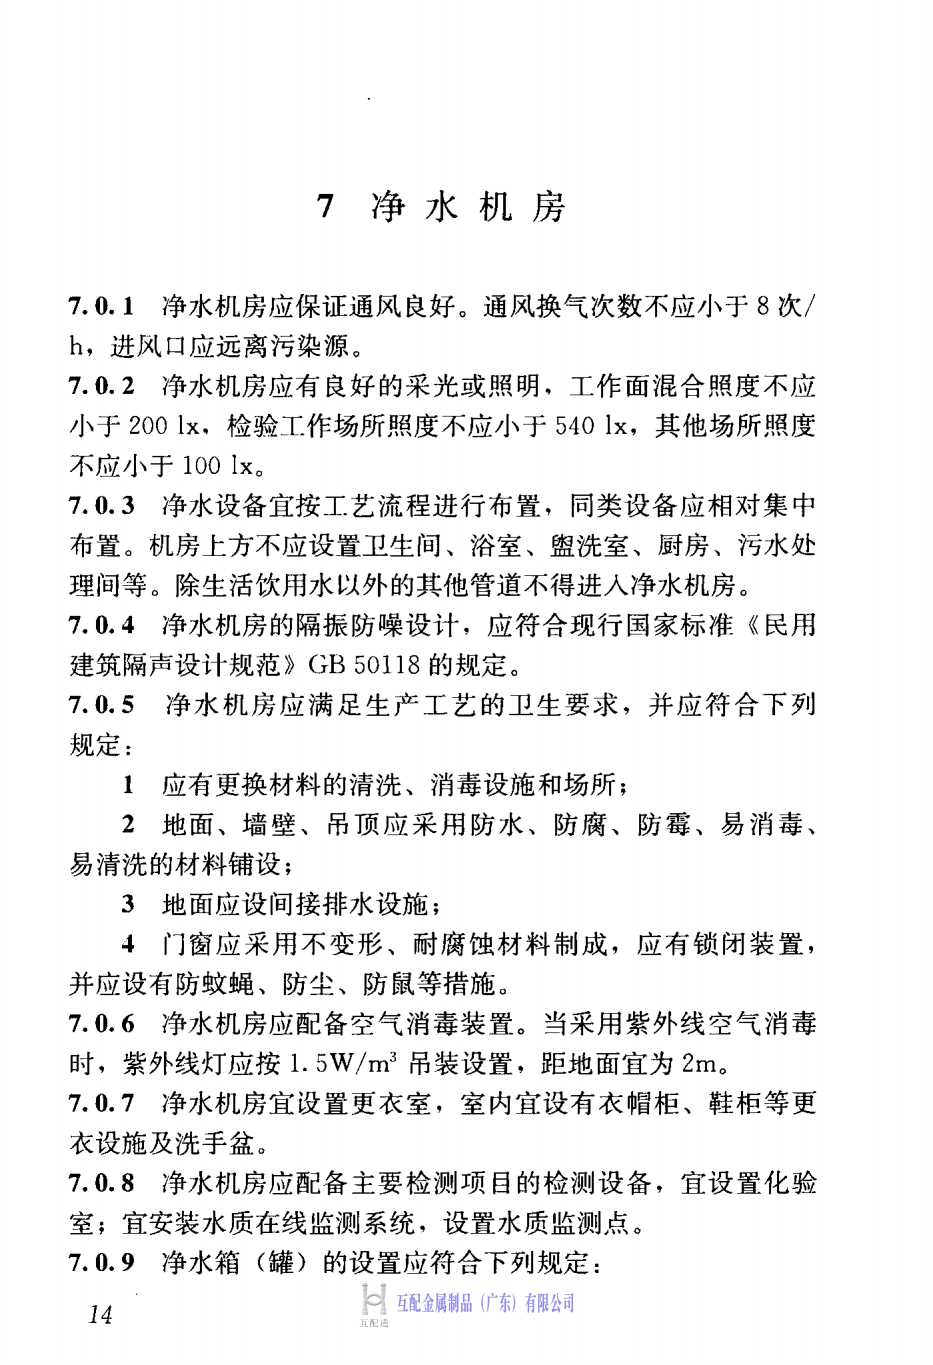 7 净水机房
7.0.1 净水机房应保证通风良好。通风换气次数不应小于8次/
h，进风口应远离污染源。
7.0.2 净水机房应有良好的采光或照明，工作面混合照度不应
小于200 lx，检验工作场所照度不应小于540 lx，其他场所照度
不应小于100 lx。
7.0.3 净水设备宜按工艺流程进行布置，同类设备应相对集中
布置。机房上方不应设置卫生间、浴室、盥洗室、厨房、污水处
理间等。除生活饮用水以外的其他管道不得进入净水机房。
7.0.4 净水机房的隔振防噪设计，应符合现行国家标准《民用
建筑隔声设计规范》GB 50118的规定。
7.0.5 净水机房应满足生产工艺的卫生要求，并应符合下列
规定：
1 应有更换材料的清洗、消毒设施和场所；
2 地面、墙壁、吊顶应采用防水、防腐、防霉、易消毒、
易清洗的材料铺设；
3 地面应设间接排水设施；
4 门窗应采用不变形、耐腐蚀材料制成，应有锁闭装置，
并应设有防蚊蝇、防尘、防鼠等措施。
7.0.6 净水机房应配备空气消毒装置。当采用紫外线空气消毒
时，紫外线灯应按1.5W/m³吊装设置，距地面宜为2m。
7.0.7 净水机房宜设置更衣室，室内宜设有衣帽柜、鞋柜等更
衣设施及洗手盆。
7.0.8 净水机房应配备主要检测项目的检测设备，宜设置化验
室；宜安装水质在线监测系统，设置水质监测点。
7.0.9 净水箱（罐）的设置应符合下列规定：
互配金属制品（广东）有限公司
互配通
14